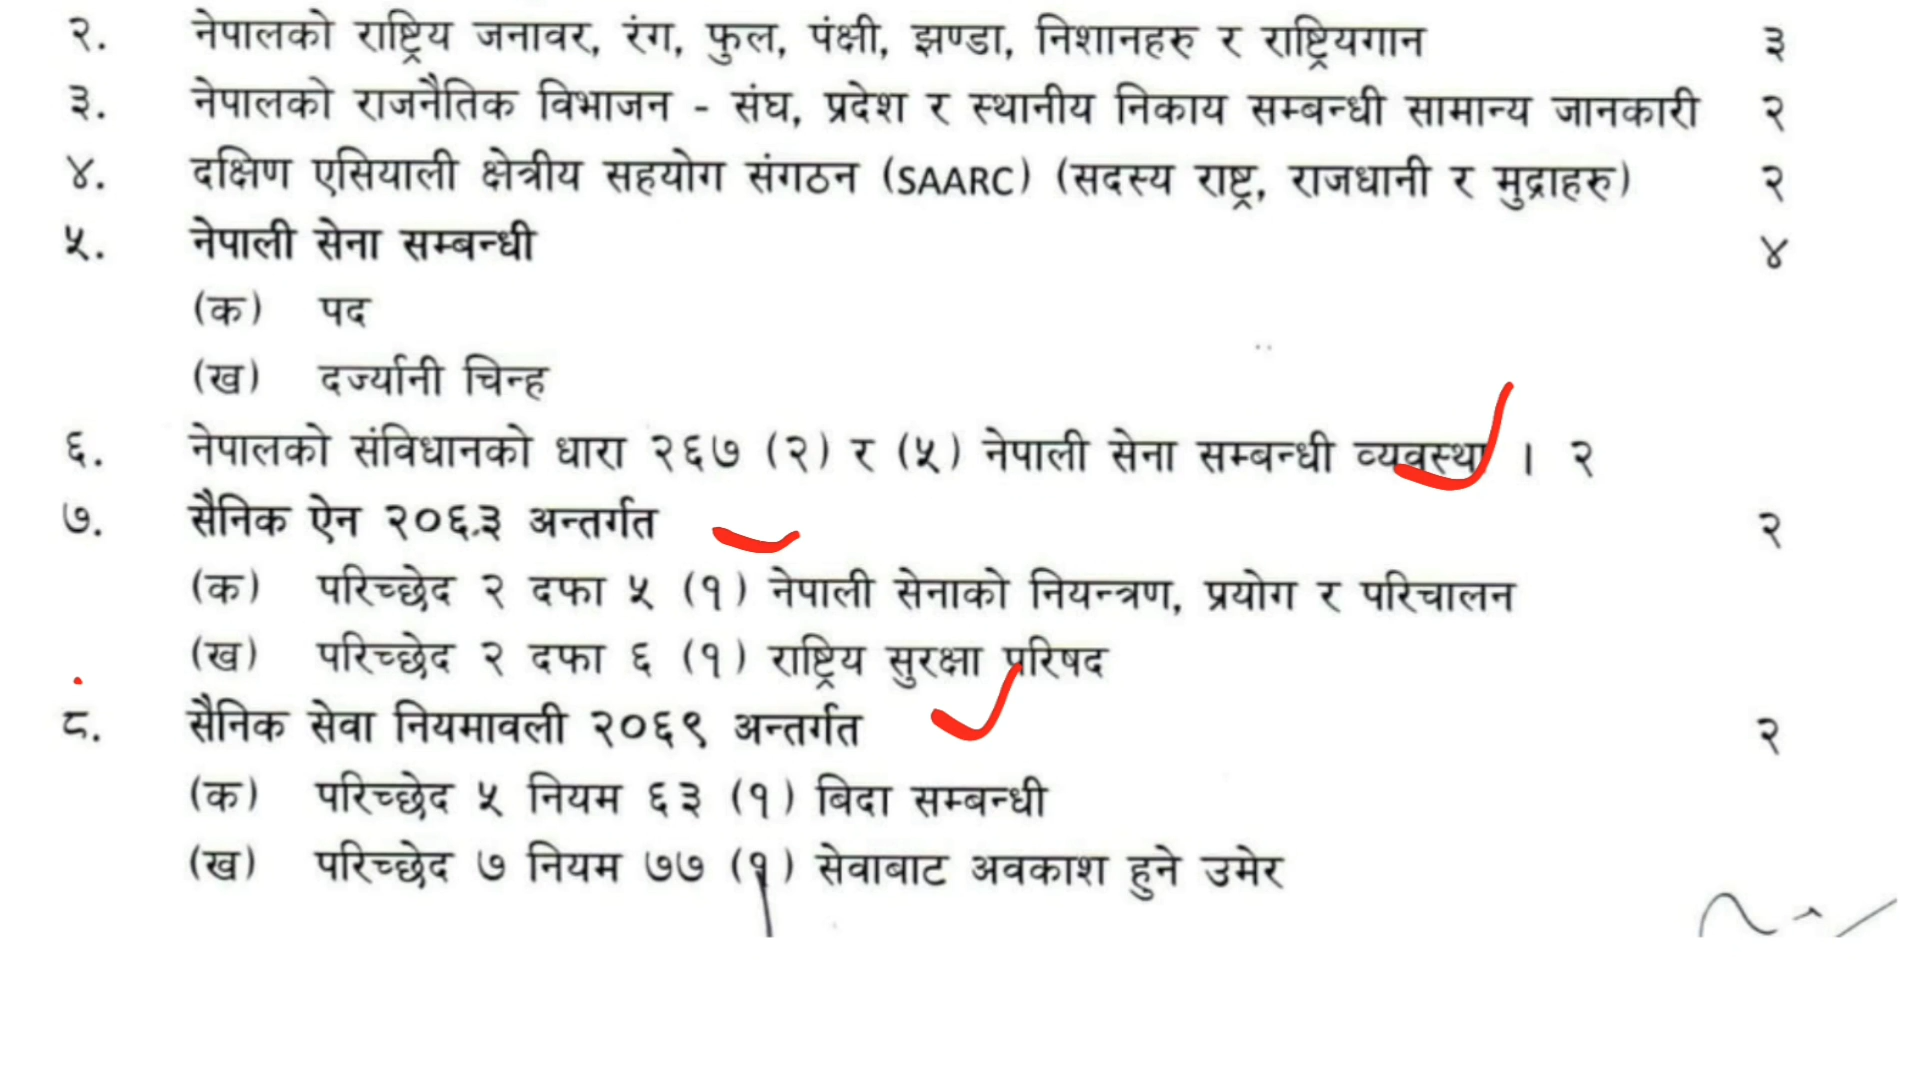 २. नेपालको राष्ट्रिय जनावर, रंग, फुल, पंक्षी, झण्डा, निशानहरु र राष्ट्रियगान ३
३. नेपालको राजनैतिक विभाजन - संघ, प्रदेश र स्थानीय निकाय सम्बन्धी सामान्य जानकारी २
४. दक्षिण एसियाली क्षेत्रीय सहयोग संगठन (SAARC) (सदस्य राष्ट्र, राजधानी र मुद्राहरु) २
५. नेपाली सेना सम्बन्धी ४
(क) पद
(ख) दर्ज्यानी चिन्ह
६. नेपालको संविधानको धारा २६७ (२) र (५) नेपाली सेना सम्बन्धी व्यवस्था । २
७. सैनिक ऐन २०६३ अन्तर्गत २
(क) परिच्छेद २ दफा ५ (१) नेपाली सेनाको नियन्त्रण, प्रयोग र परिचालन
(ख) परिच्छेद २ दफा ६ (१) राष्ट्रिय सुरक्षा परिषद
८. सैनिक सेवा नियमावली २०६९ अन्तर्गत २
(क) परिच्छेद ५ नियम ६३ (१) बिदा सम्बन्धी
(ख) परिच्छेद ७ नियम ७७ (१) सेवाबाट अवकाश हुने उमेर